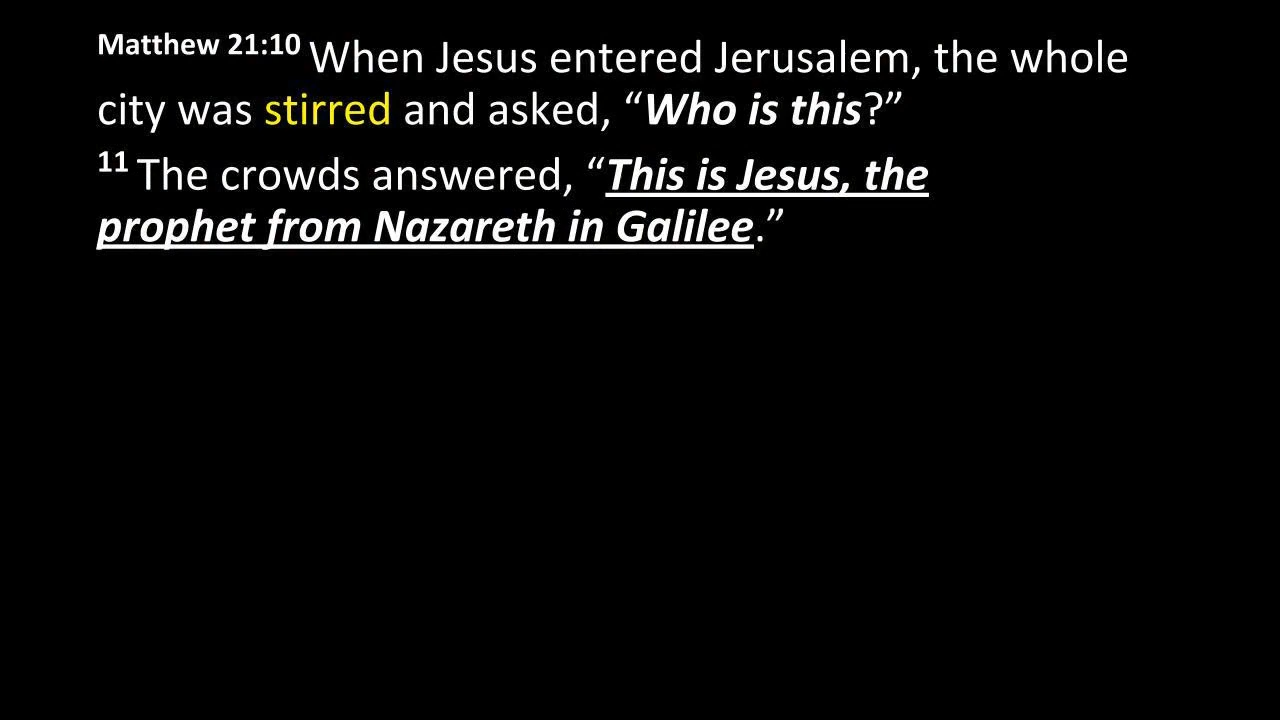 Matthew 21:10 When Jesus entered Jerusalem, the whole
city was stirred and asked, “Who is this?”
11 The crowds answered, “This is Jesus, the
prophet from Nazareth in Galilee.”